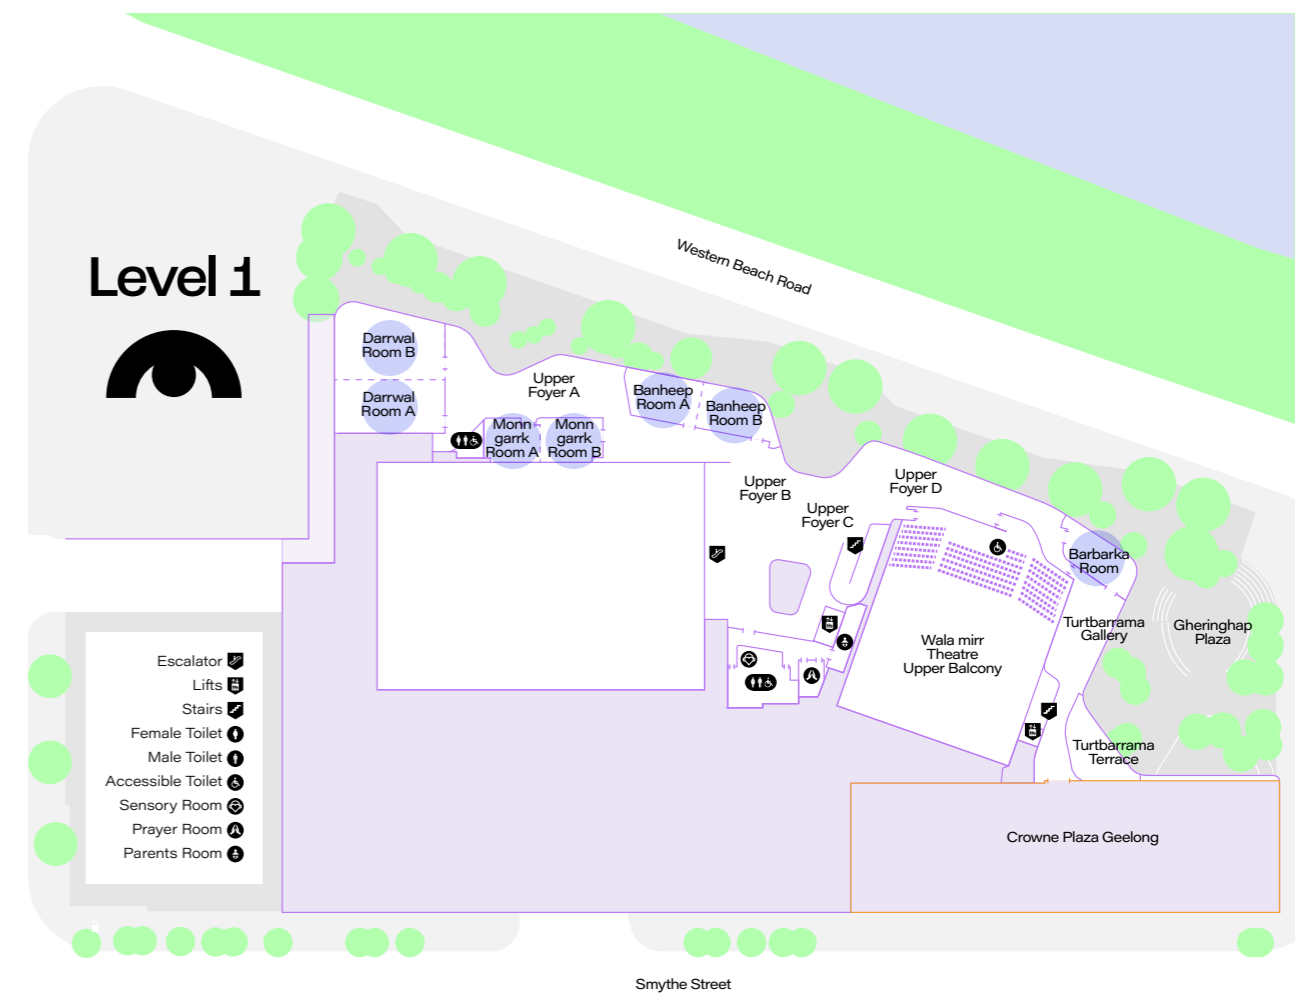 Western Beach Road
Level 1
Darrwal
Room B
Darrwal
Room A
Upper
Foyer A
Banheep
Room A
Banheep
Room B
Monn
garrk
Room A
Monn
garrk
Room B
Upper
Foyer B
Upper
Foyer C
Upper
Foyer D
Barbarka
Room
Turtbarrama
Gallery
Gheringhap
Plaza
Wala mirr
Theatre
Upper Balcony
Turtbarrama
Terrace
Crowne Plaza Geelong
Escalator
Lifts
Stairs
Female Toilet
Male Toilet
Accessible Toilet
Sensory Room
Prayer Room
Parents Room
Smythe Street